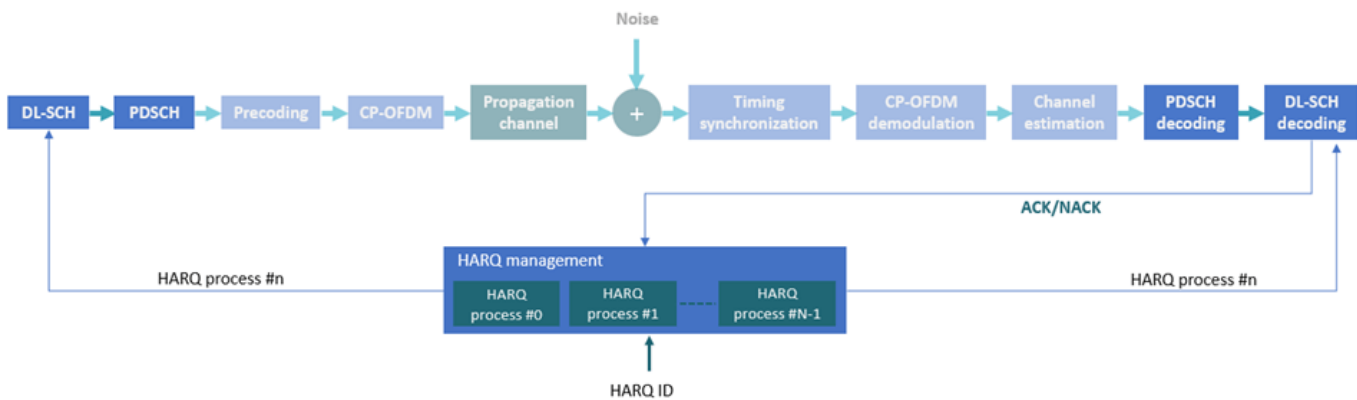 Noise
DL-SCH
PDSCH
Precoding
CP-OFDM
Propagation
channel
+
Timing
synchronization
CP-OFDM
demodulation
Channel
estimation
PDSCH
decoding
DL-SCH
decoding
ACK/NACK
HARQ process #n
HARQ management
HARQ
process #0
HARQ
process #1
HARQ
process #N-1
HARQ process #n
HARQ ID